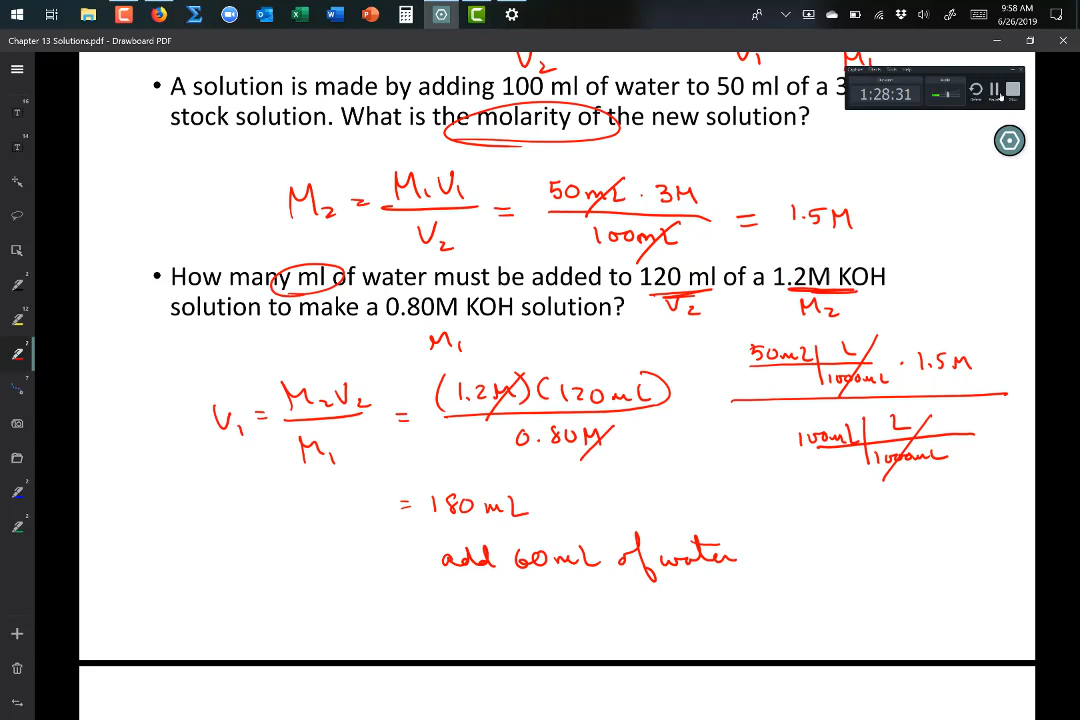 9:58 AM
6/26/2019
Chapter 13 Solutions.pdf - Drawboard PDF
V₂ V₁ M₁
• A solution is made by adding 100 ml of water to 50 ml of a 3
stock solution. What is the molarity of the new solution?
1:28:31
M₂ = M₁V₁ / V₂ = 50mL · 3M / 100mL = 1.5M
• How many ml of water must be added to 120 ml of a 1.2M KOH
solution to make a 0.80M KOH solution?
V₂ M₂
M₁
V₁ = M₂V₂ / M₁ = (1.2M)(120mL) / 0.80M
50mL | L / 1000mL · 1.5M
100mL | L / 1000mL
= 180mL
add 60mL of water